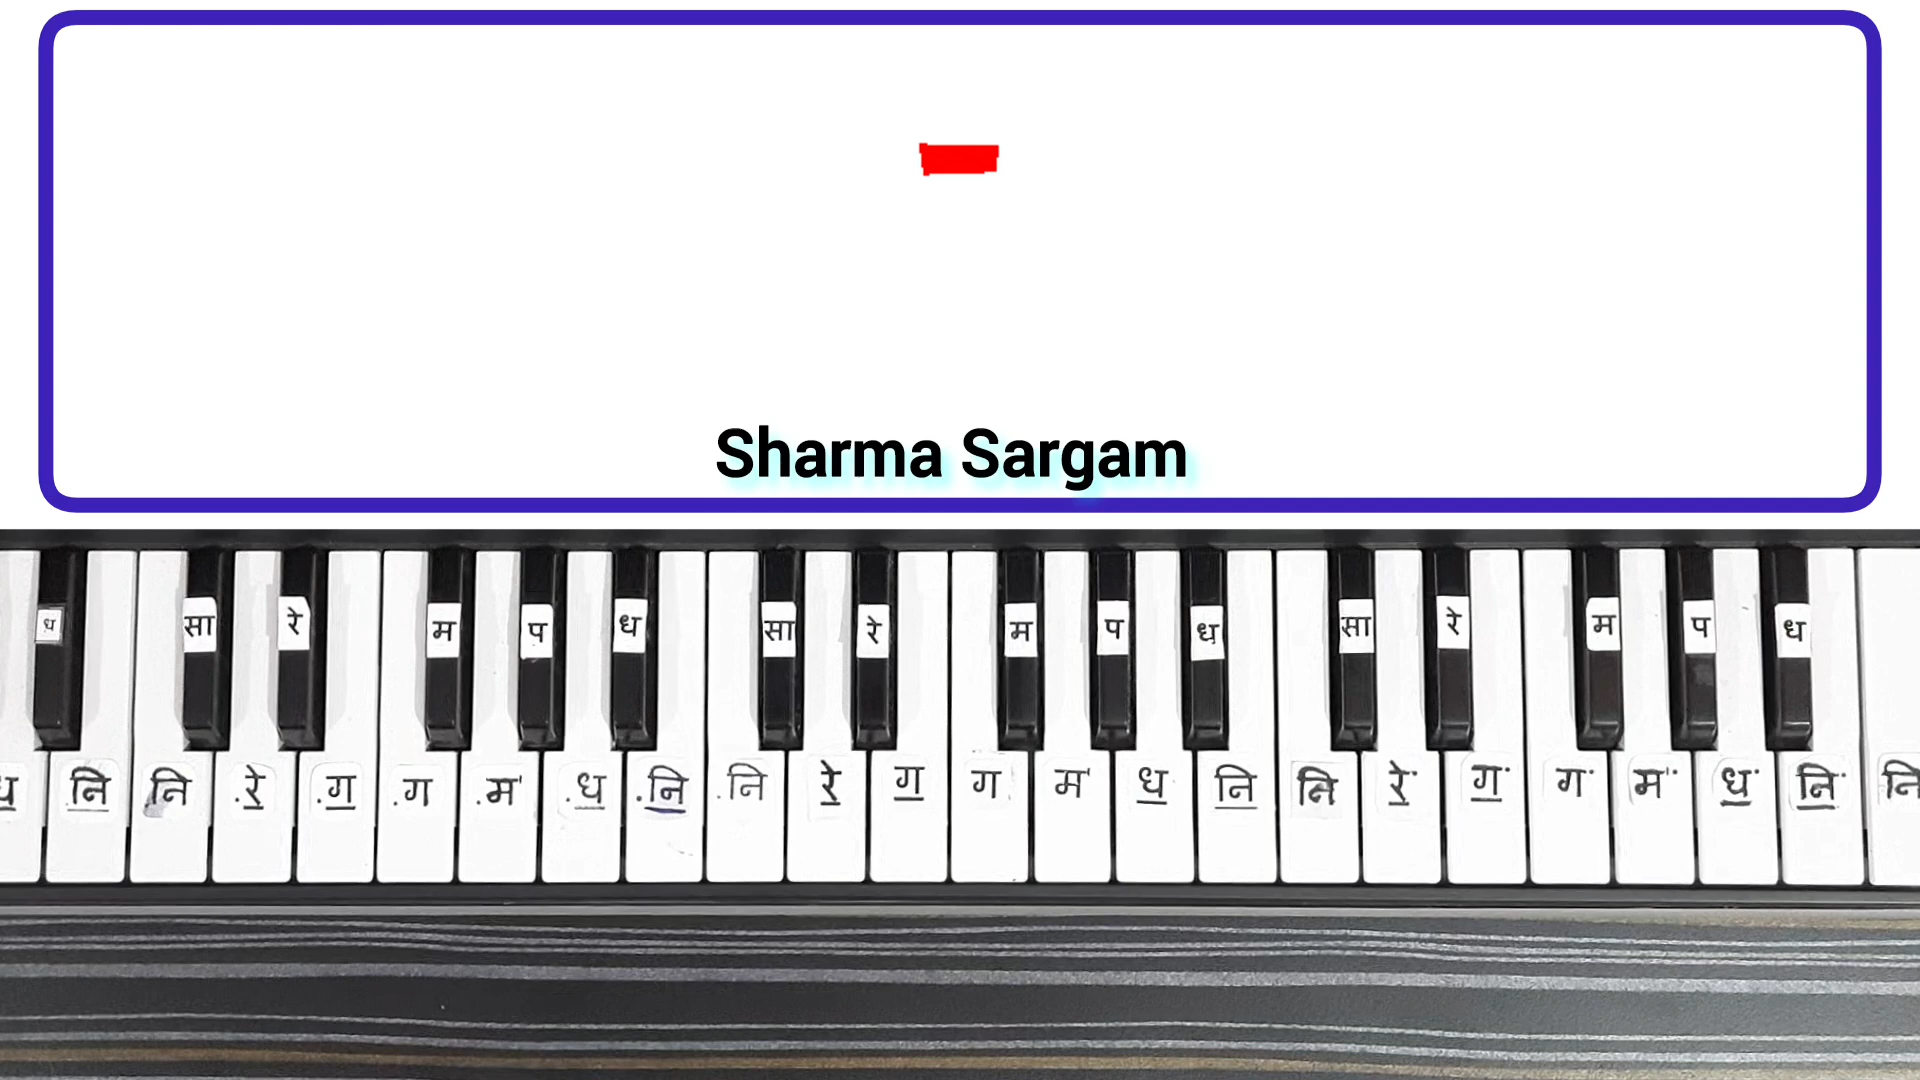 Sharma Sargam
ध सा रे म प ध सा रे म प ध सा रे म प ध
ध़ नि नि .रे .ग .ग .म' .ध .नि .नि रे ग ग म' ध नि नि रे˙ ग˙ ग˙ म'˙ ध˙ नि˙ नि